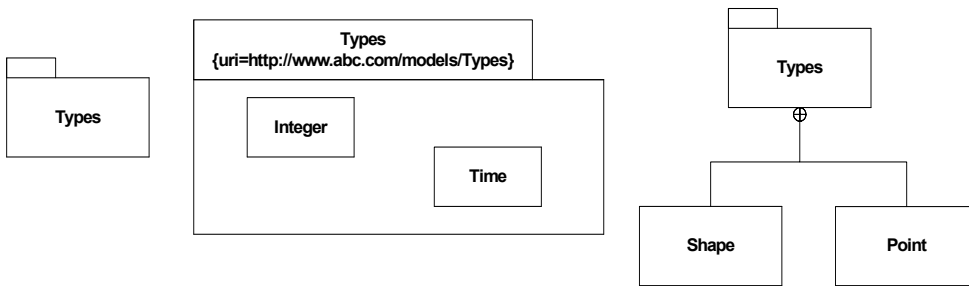 Types
Types
{uri=http://www.abc.com/models/Types}
Integer
Time
Types
Shape
Point